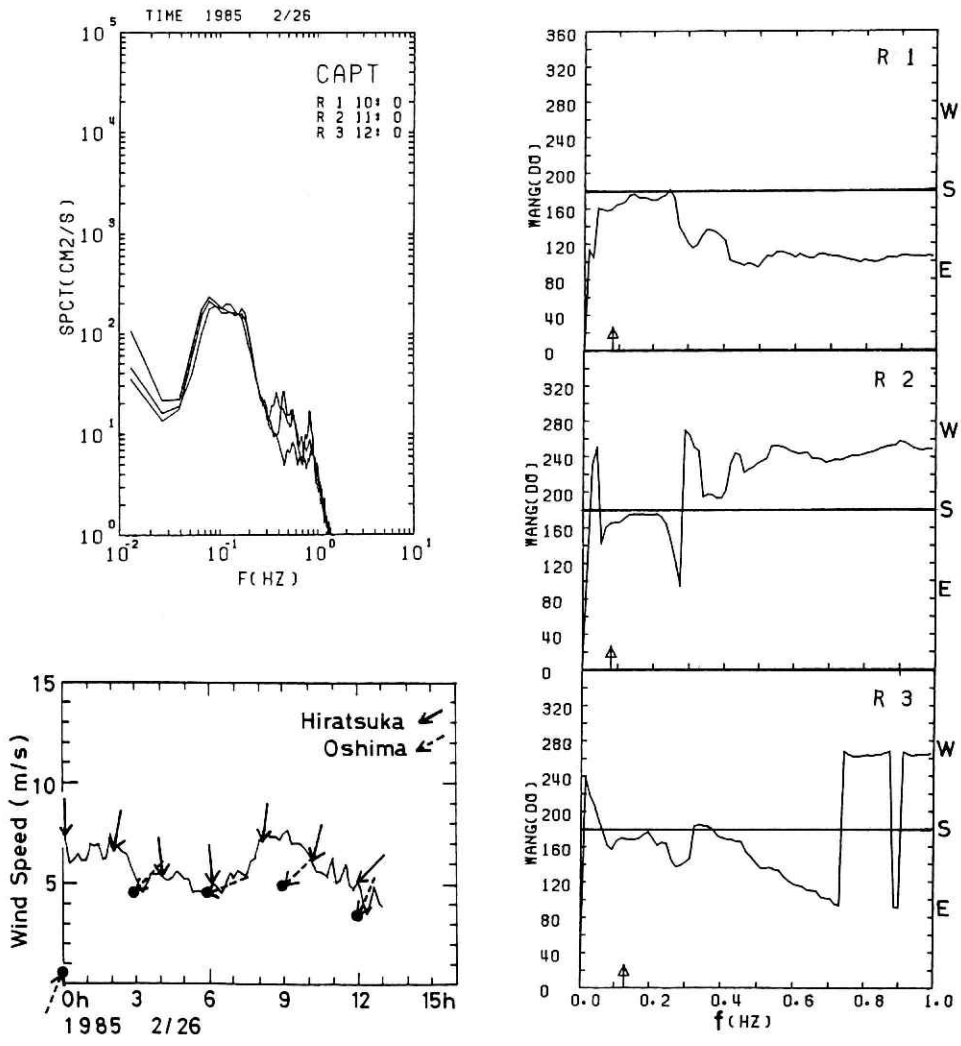 TIME 1985 2/26
CAPT
R 1 10: 0
R 2 11: 0
R 3 12: 0
SPCT(CM2/S)
10^5
10^4
10^3
10^2
10^1
10^0
10^-2 10^-1 10^0 10^1
F(HZ)
R 1
WANG(DO)
360
320
280
240
200
180
160
120
80
40
0
W
S
E
R 2
WANG(DO)
320
280
240
200
180
160
120
80
40
0
W
S
E
R 3
WANG(DO)
320
280
240
200
180
160
120
80
40
0
W
S
E
0.0 0.2 0.4 0.6 0.8 1.0
f(HZ)
Wind Speed (m/s)
15
10
5
Hiratsuka
Oshima
0h 3 6 9 12 15h
1985 2/26